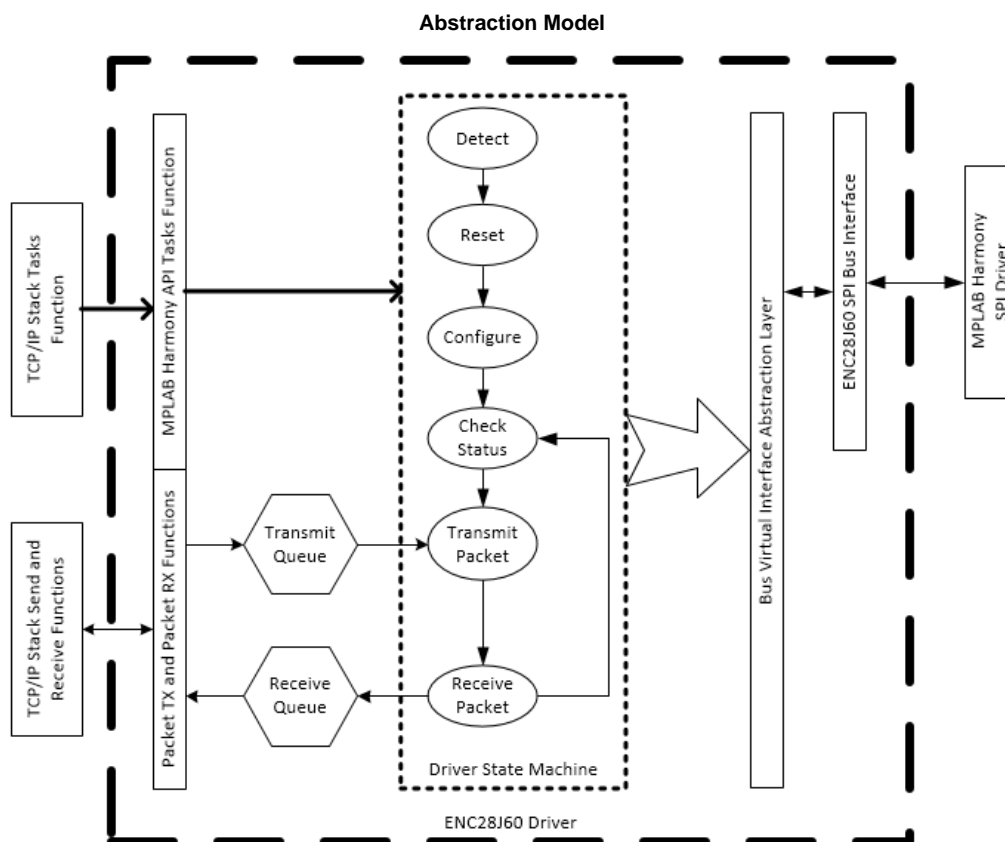 Abstraction Model
TCP/IP Stack Tasks
Function
MPLAB Harmony API Tasks Function
Detect
Reset
Configure
Check
Status
Transmit
Packet
Receive
Packet
Driver State Machine
TCP/IP Stack Send and
Receive Functions
Packet TX and Packet RX Functions
Transmit
Queue
Receive
Queue
Bus Virtual Interface Abstraction Layer
ENC28J60 SPI Bus Interface
MPLAB Harmony
SPI Driver
ENC28J60 Driver